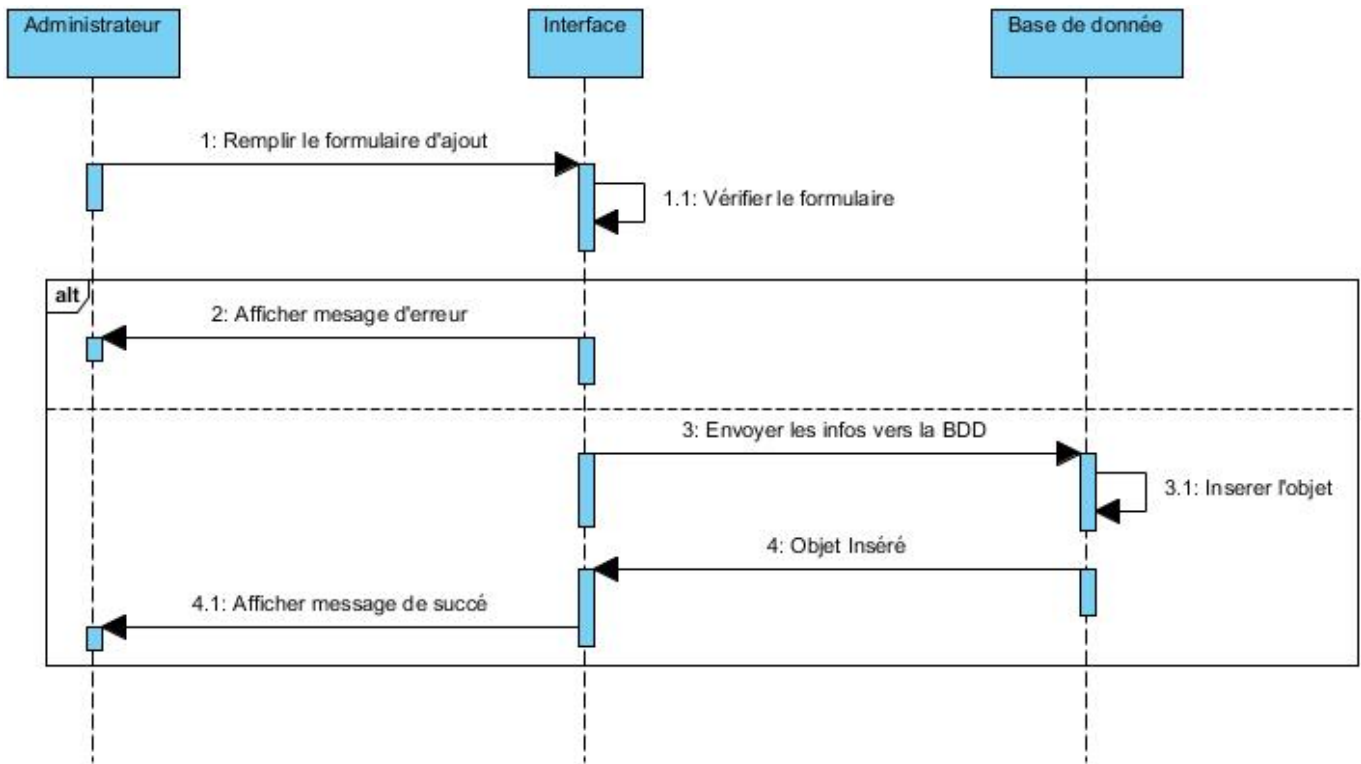 Administrateur
Interface
Base de donnée
1: Remplir le formulaire d'ajout
1.1: Vérifier le formulaire
alt
2: Afficher mesage d'erreur
3: Envoyer les infos vers la BDD
3.1: Inserer l'objet
4: Objet Inséré
4.1: Afficher message de succé